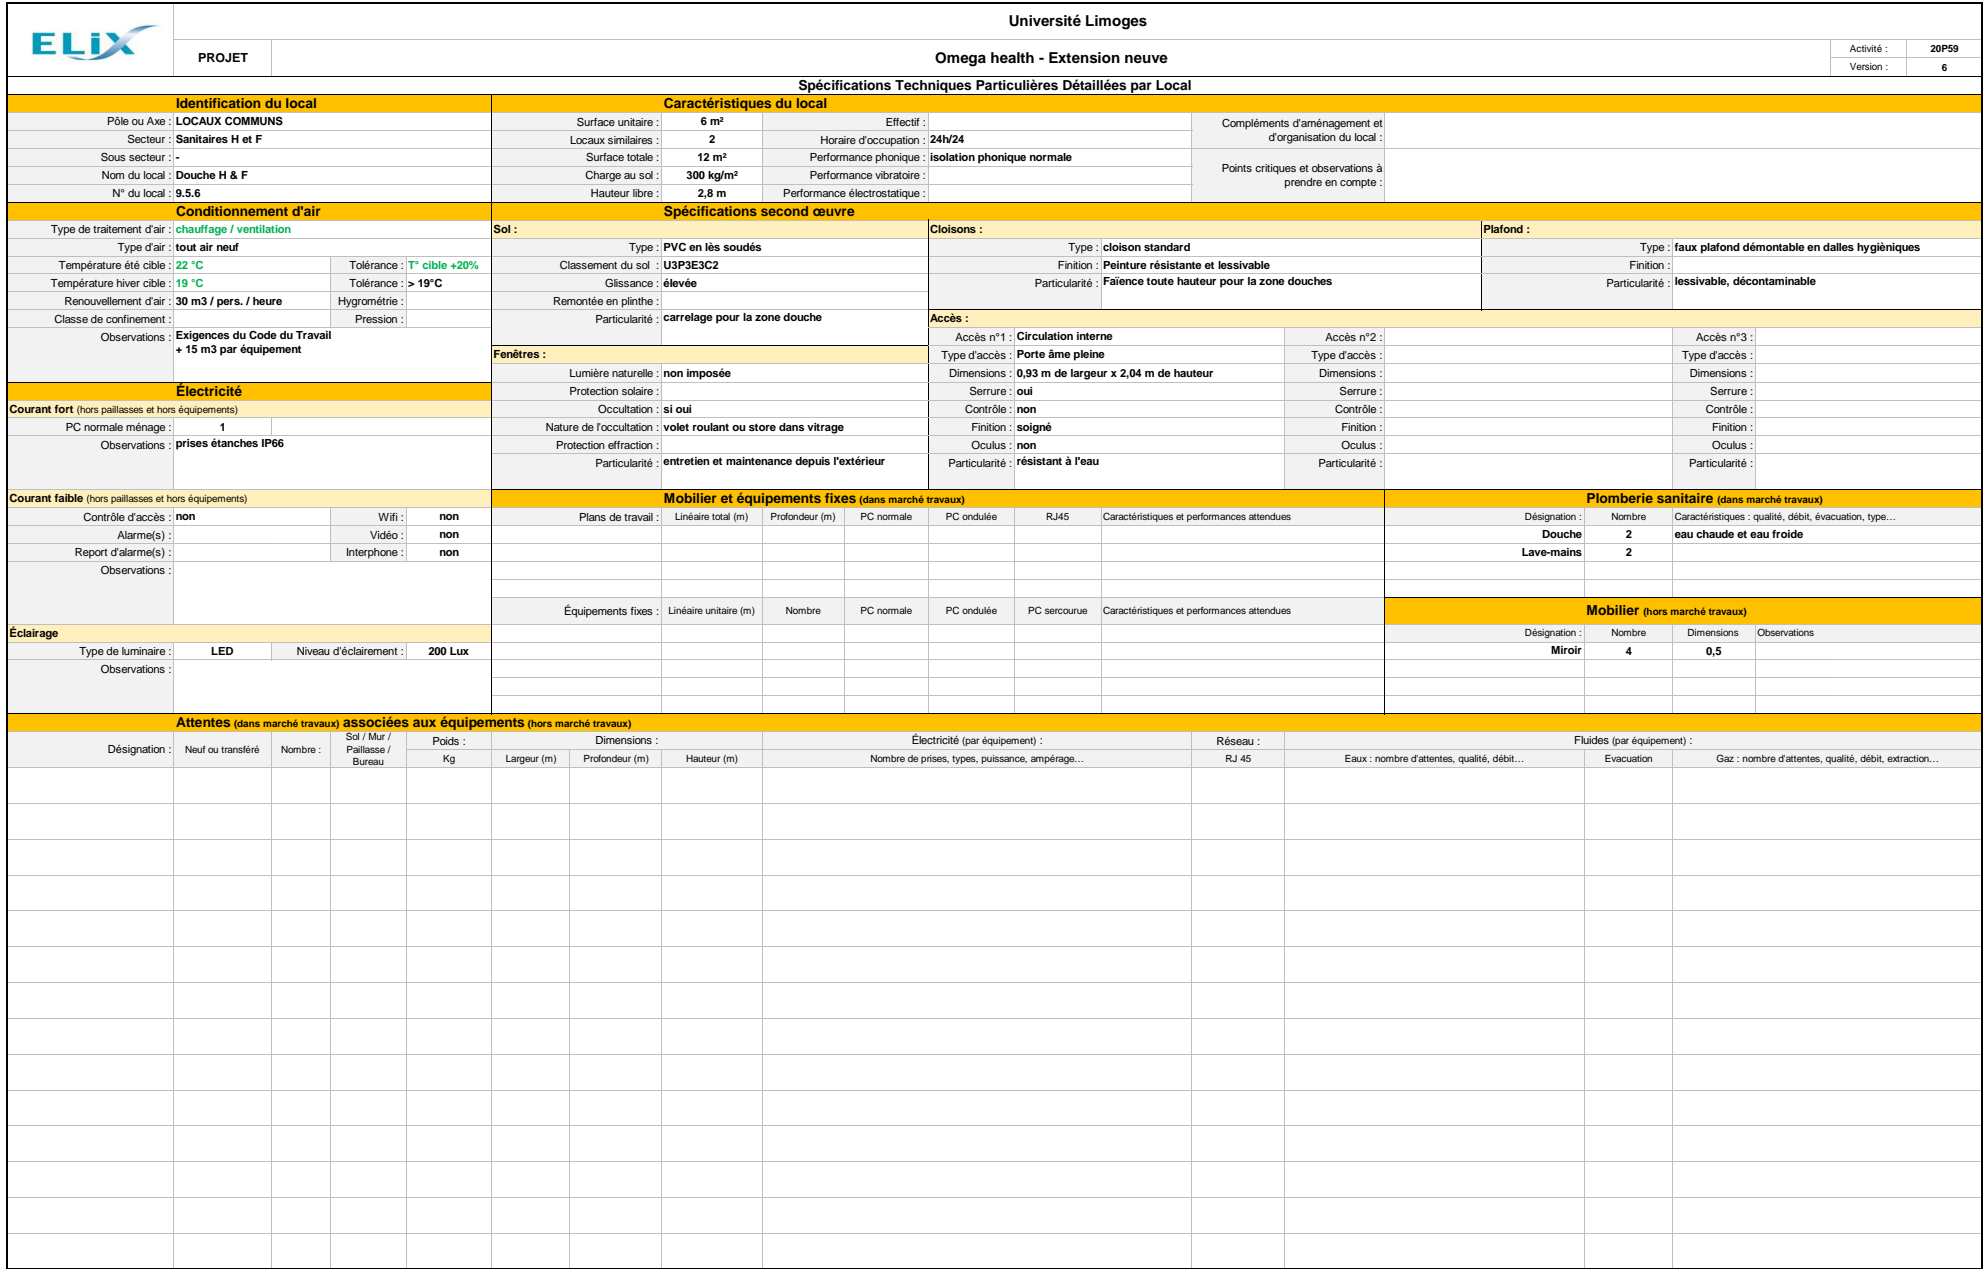 ELiX
Université Limoges
PROJET
Omega health - Extension neuve
Activité : 20P59
Version : 6
Spécifications Techniques Particulières Détaillées par Local
Identification du local
Caractéristiques du local
Pôle ou Axe : LOCAUX COMMUNS
Secteur : Sanitaires H et F
Sous secteur : -
Nom du local : Douche H & F
N° du local : 9.5.6
Surface unitaire : 6 m²
Locaux similaires : 2
Surface totale : 12 m²
Charge au sol : 300 kg/m²
Hauteur libre : 2,8 m
Effectif :
Horaire d'occupation : 24h/24
Performance phonique : isolation phonique normale
Performance vibratoire :
Performance électrostatique :
Compléments d'aménagement et
d'organisation du local :
Points critiques et observations à
prendre en compte :
Conditionnement d'air
Type de traitement d'air : chauffage / ventilation
Type d'air : tout air neuf
Température été cible : 22 °C Tolérance : T° cible +20%
Température hiver cible : 19 °C Tolérance : > 19°C
Renouvellement d'air : 30 m3 / pers. / heure Hygrométrie :
Classe de confinement : Pression :
Observations : Exigences du Code du Travail
+ 15 m3 par équipement
Spécifications second œuvre
Sol :
Type : PVC en lès soudés
Classement du sol : U3P3E3C2
Glissance : élevée
Remontée en plinthe :
Particularité : carrelage pour la zone douche
Cloisons :
Type : cloison standard
Finition : Peinture résistante et lessivable
Particularité : Faïence toute hauteur pour la zone douches
Plafond :
Type : faux plafond démontable en dalles hygièniques
Finition :
Particularité : lessivable, décontaminable
Fenêtres :
Lumière naturelle : non imposée
Protection solaire :
Occultation : si oui
Nature de l'occultation : volet roulant ou store dans vitrage
Protection effraction :
Particularité : entretien et maintenance depuis l'extérieur
Accès :
Accès n°1 : Circulation interne Accès n°2 : Accès n°3 :
Type d'accès : Porte âme pleine Type d'accès : Type d'accès :
Dimensions : 0,93 m de largeur x 2,04 m de hauteur Dimensions : Dimensions :
Serrure : oui Serrure : Serrure :
Contrôle : non Contrôle : Contrôle :
Finition : soigné Finition : Finition :
Oculus : non Oculus : Oculus :
Particularité : résistant à l'eau Particularité : Particularité :
Électricité
Courant fort (hors paillasses et hors équipements)
PC normale ménage : 1
Observations : prises étanches IP66
Courant faible (hors paillasses et hors équipements)
Contrôle d'accès : non Wifi : non
Alarme(s) : Vidéo : non
Report d'alarme(s) : Interphone : non
Observations :
Éclairage
Type de luminaire : LED Niveau d'éclairement : 200 Lux
Observations :
Mobilier et équipements fixes (dans marché travaux)
Plans de travail : Linéaire total (m) Profondeur (m) PC normale PC ondulée RJ45 Caractéristiques et performances attendues
Équipements fixes : Linéaire unitaire (m) Nombre PC normale PC ondulée PC sercourue Caractéristiques et performances attendues
Plomberie sanitaire (dans marché travaux)
Désignation : Nombre Caractéristiques : qualité, débit, évacuation, type…
Douche 2 eau chaude et eau froide
Lave-mains 2
Mobilier (hors marché travaux)
Désignation : Nombre Dimensions Observations
Miroir 4 0,5
Attentes (dans marché travaux) associées aux équipements (hors marché travaux)
Désignation : Neuf ou transféré Nombre : Sol / Mur /
Paillasse /
Bureau
Poids : Dimensions : Électricité (par équipement) : Réseau : Fluides (par équipement) :
Kg Largeur (m) Profondeur (m) Hauteur (m) Nombre de prises, types, puissance, ampérage… RJ 45 Eaux : nombre d'attentes, qualité, débit… Evacuation Gaz : nombre d'attentes, qualité, débit, extraction…